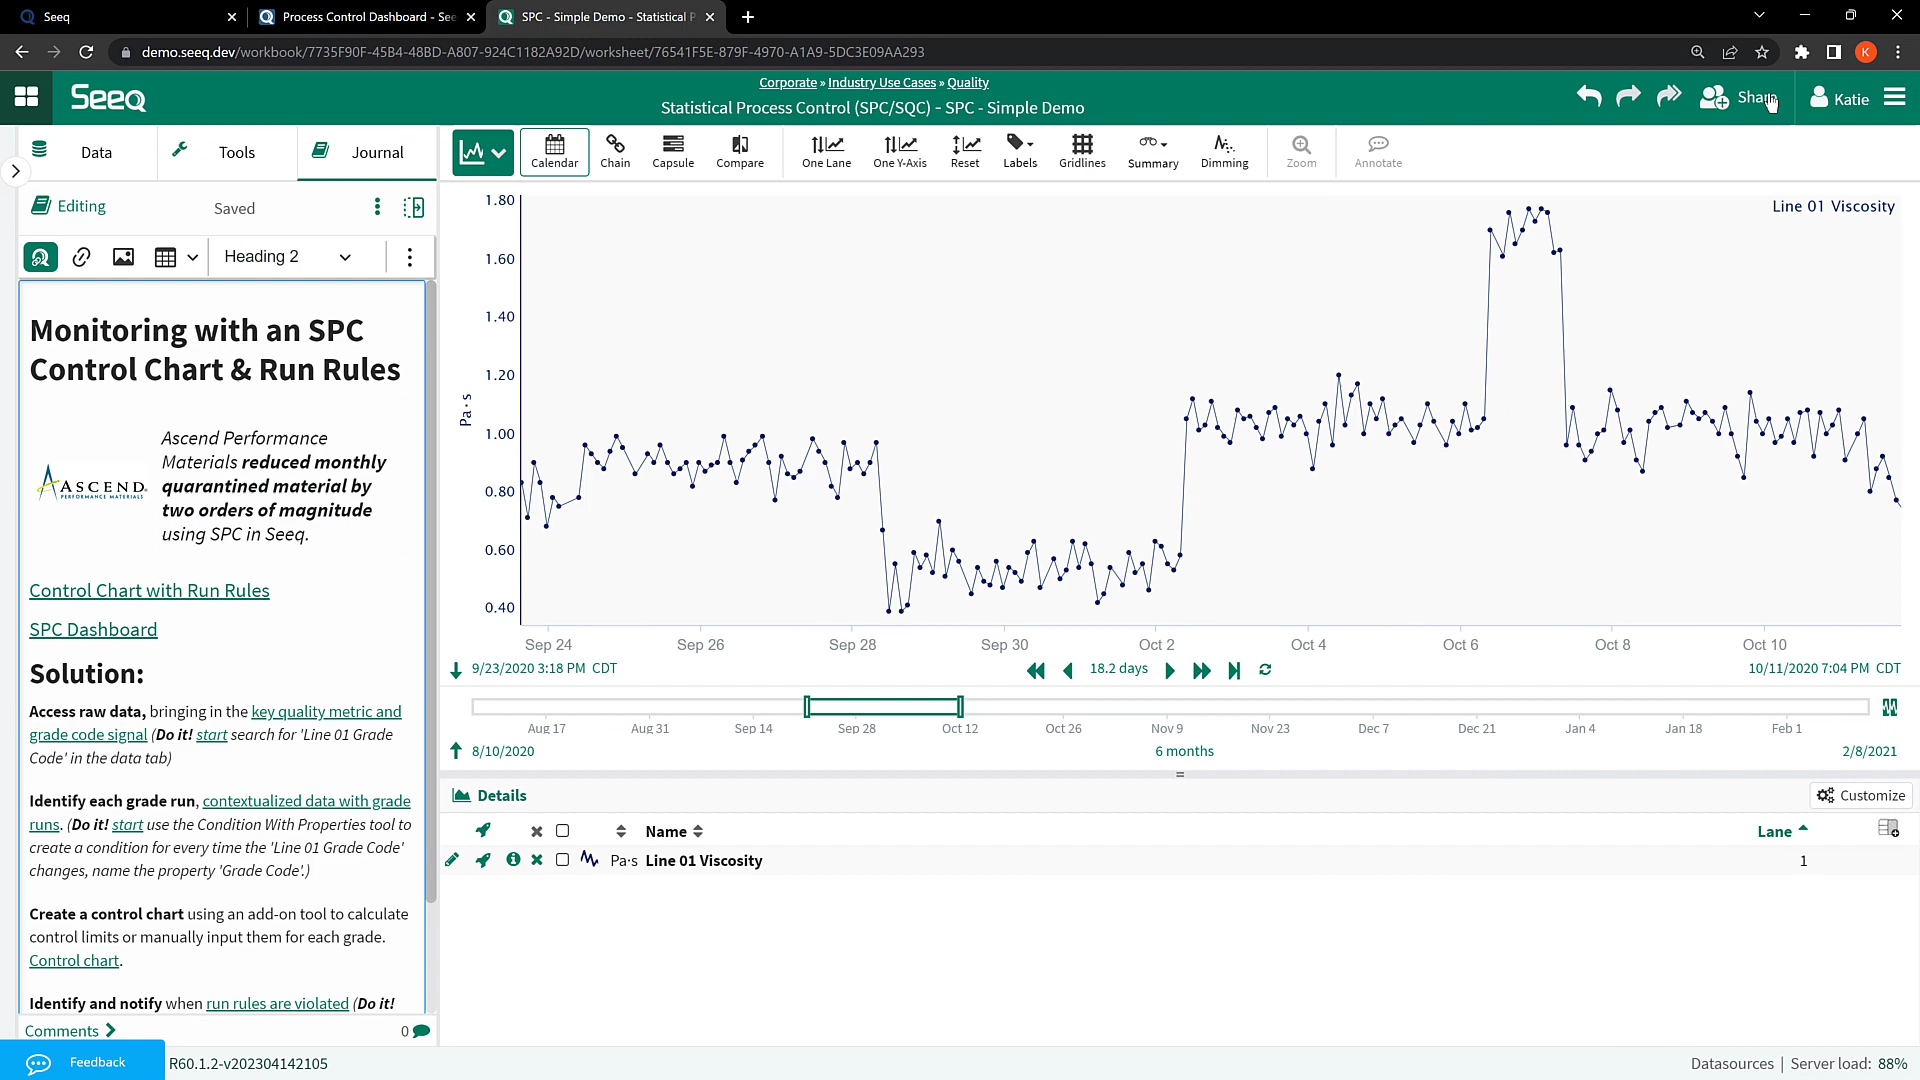 Seeq
Process Control Dashboard - See
SPC - Simple Demo - Statistical P
demo.seeq.dev/workbook/7735F90F-45B4-48BD-A807-924C1182A92D/worksheet/76541F5E-879F-4970-A1A9-5DC3E09AA293
K
Seeq
Corporate » Industry Use Cases » Quality
Statistical Process Control (SPC/SQC) - SPC - Simple Demo
Share
Katie
Data
Tools
Journal
Calendar
Chain
Capsule
Compare
One Lane
One Y-Axis
Reset
Labels
Gridlines
Summary
Dimming
Zoom
Annotate
Editing
Saved
Heading 2
Monitoring with an SPC
Control Chart & Run Rules
ASCEND
PERFORMANCE MATERIALS
Ascend Performance
Materials reduced monthly
quarantined material by
two orders of magnitude
using SPC in Seeq.
Control Chart with Run Rules
SPC Dashboard
Solution:
Access raw data, bringing in the key quality metric and
grade code signal (Do it! start search for 'Line 01 Grade
Code' in the data tab)
Identify each grade run, contextualized data with grade
runs. (Do it! start use the Condition With Properties tool to
create a condition for every time the 'Line 01 Grade Code'
changes, name the property 'Grade Code'.)
Create a control chart using an add-on tool to calculate
control limits or manually input them for each grade.
Control chart.
Identify and notify when run rules are violated (Do it!
Comments
0
Feedback
R60.1.2-v202304142105
Line 01 Viscosity
Pa·s
1.80
1.60
1.40
1.20
1.00
0.80
0.60
0.40
Sep 24
Sep 26
Sep 28
Sep 30
Oct 2
Oct 4
Oct 6
Oct 8
Oct 10
9/23/2020 3:18 PM CDT
18.2 days
10/11/2020 7:04 PM CDT
Aug 17
Aug 31
Sep 14
Sep 28
Oct 12
Oct 26
Nov 9
Nov 23
Dec 7
Dec 21
Jan 4
Jan 18
Feb 1
8/10/2020
6 months
2/8/2021
Details
Customize
Name
Lane
Pa·s Line 01 Viscosity
1
Datasources | Server load: 88%